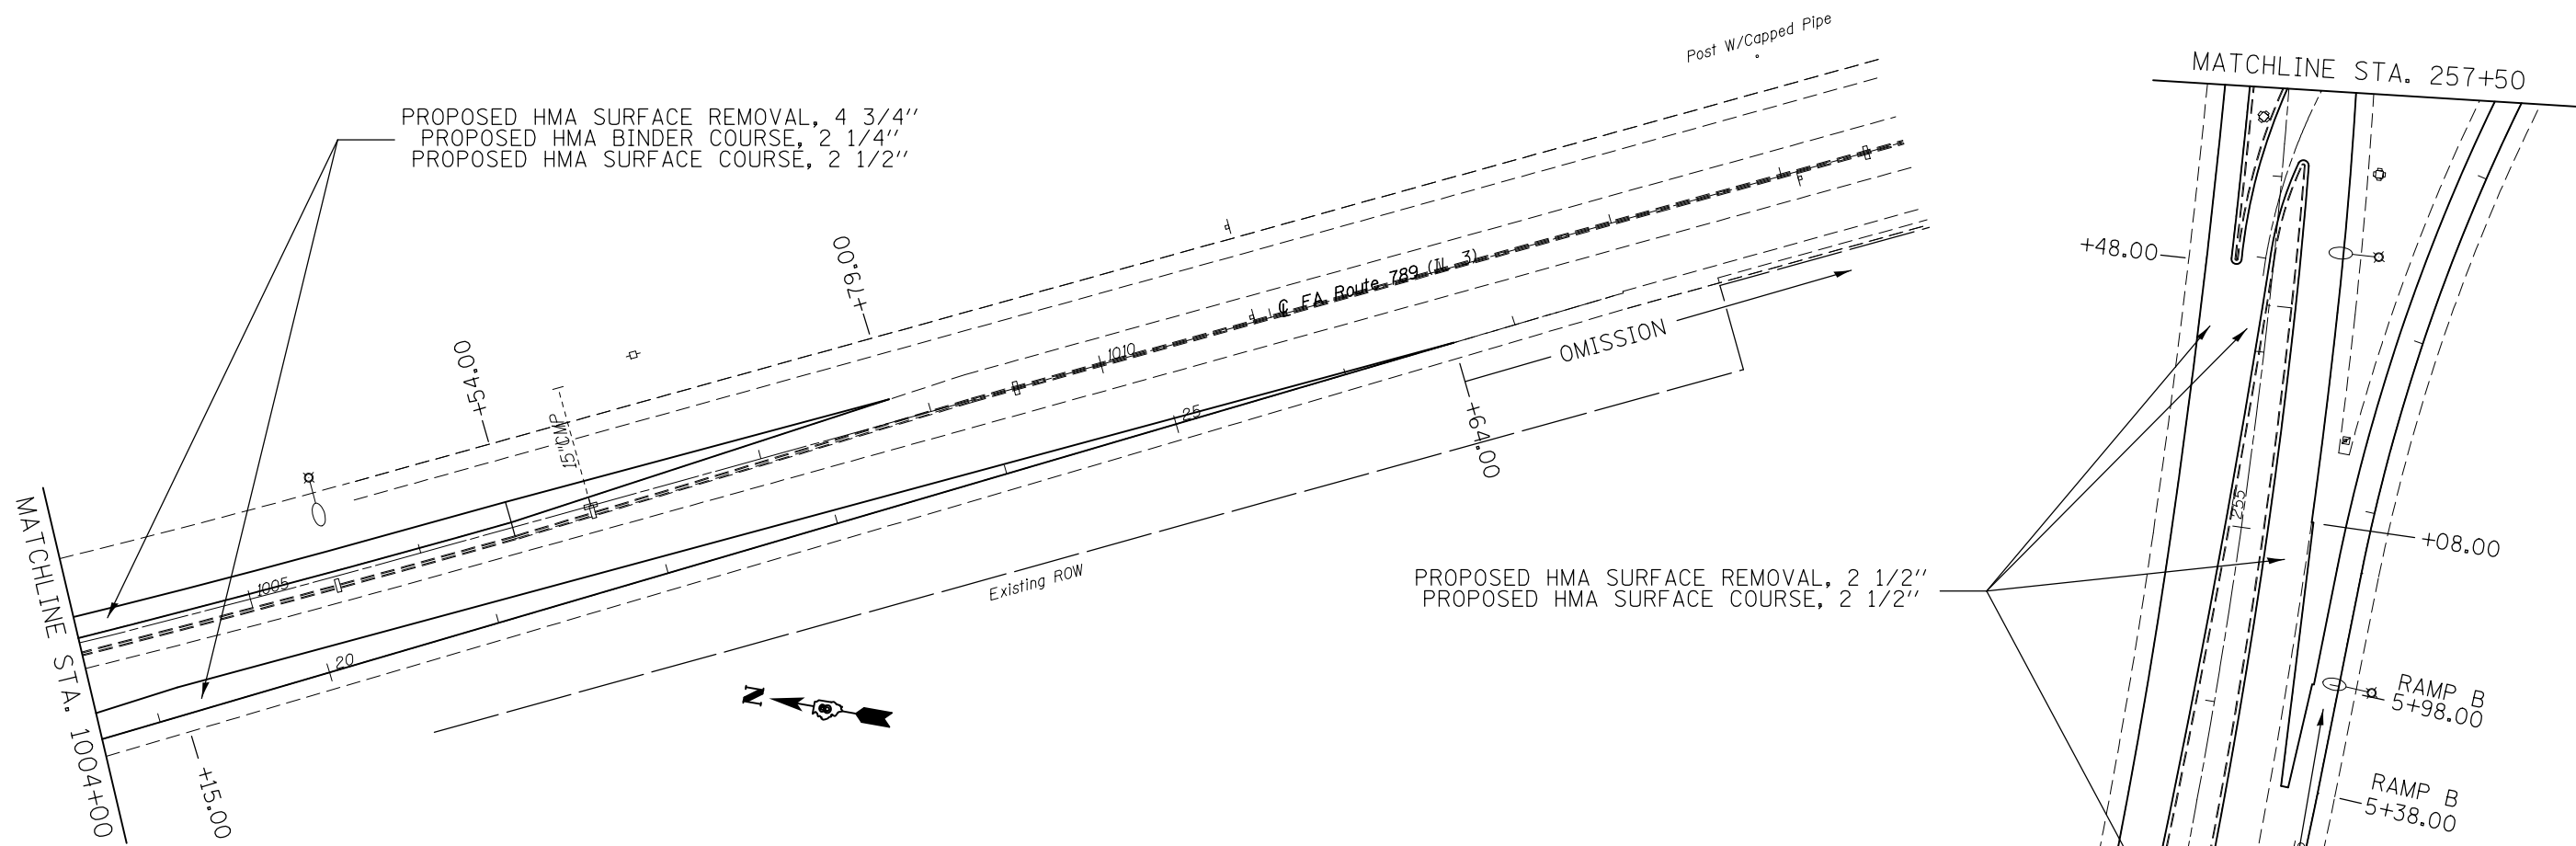 Post W/Capped Pipe
MATCHLINE STA. 257+50
PROPOSED HMA SURFACE REMOVAL, 4 3/4"
PROPOSED HMA BINDER COURSE, 2 1/4"
PROPOSED HMA SURFACE COURSE, 2 1/2"
+79.00
+48.00
℄ FA Route 789 (IL 3)
+54.00
1010
OMISSION
15"CMP
25
+64.00
MATCHLINE STA. 1004+00
1005
Existing ROW
255
+08.00
PROPOSED HMA SURFACE REMOVAL, 2 1/2"
PROPOSED HMA SURFACE COURSE, 2 1/2"
20
N
RAMP B
5+98.00
+15.00
RAMP B
5+38.00